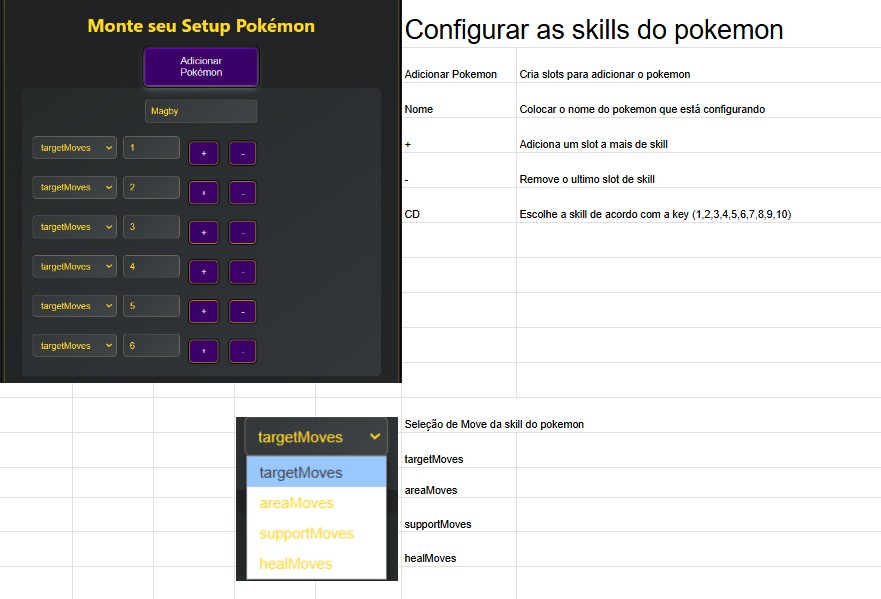 Monte seu Setup Pokémon
Adicionar
Pokémon
Magby
targetMoves 1 + -
targetMoves 2 + -
targetMoves 3 + -
targetMoves 4 + -
targetMoves 5 + -
targetMoves 6 + -
Configurar as skills do pokemon
Adicionar Pokemon Cria slots para adicionar o pokemon
Nome Colocar o nome do pokemon que está configurando
+ Adiciona um slot a mais de skill
- Remove o ultimo slot de skill
CD Escolhe a skill de acordo com a key (1,2,3,4,5,6,7,8,9,10)
targetMoves
targetMoves
areaMoves
supportMoves
healMoves
Seleção de Move da skill do pokemon
targetMoves
areaMoves
supportMoves
healMoves